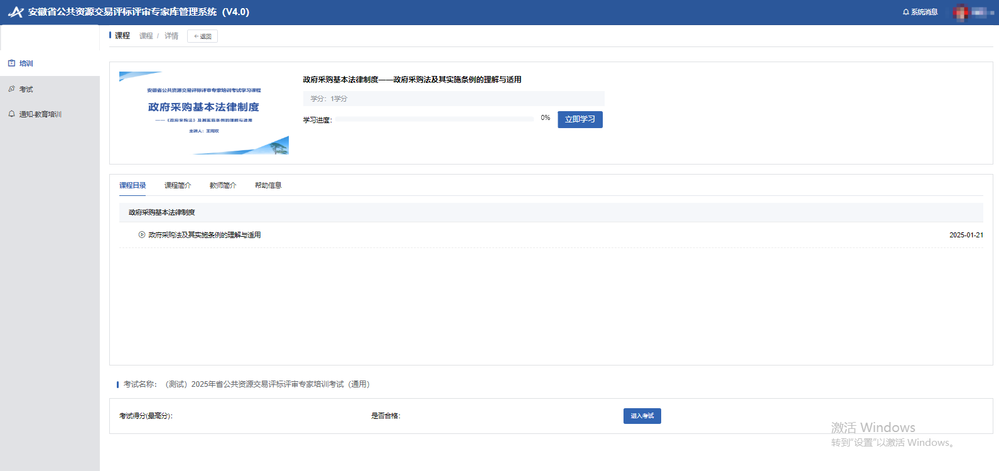 安徽省公共资源交易评标评审专家库管理系统（V4.0）
系统消息
课程 课程 / 详情 ←返回
培训
考试
通知-教育培训
安徽省公共资源交易评标评审专家培训考试学习课程
政府采购基本法律制度
——《政府采购法》及其实施条例的理解与适用
政府采购基本法律制度——政府采购法及其实施条例的理解与适用
学分：1学分
学习进度： 0% 立即学习
课程目录 课程简介 教师简介 帮助信息
政府采购基本法律制度
政府采购法及其实施条例的理解与适用 2025-01-21
考试名称：（测试）2025年省公共资源交易评标评审专家培训考试（通用）
考试得分(最高分)： 是否合格： 进入考试
激活 Windows
转到"设置"以激活 Windows。